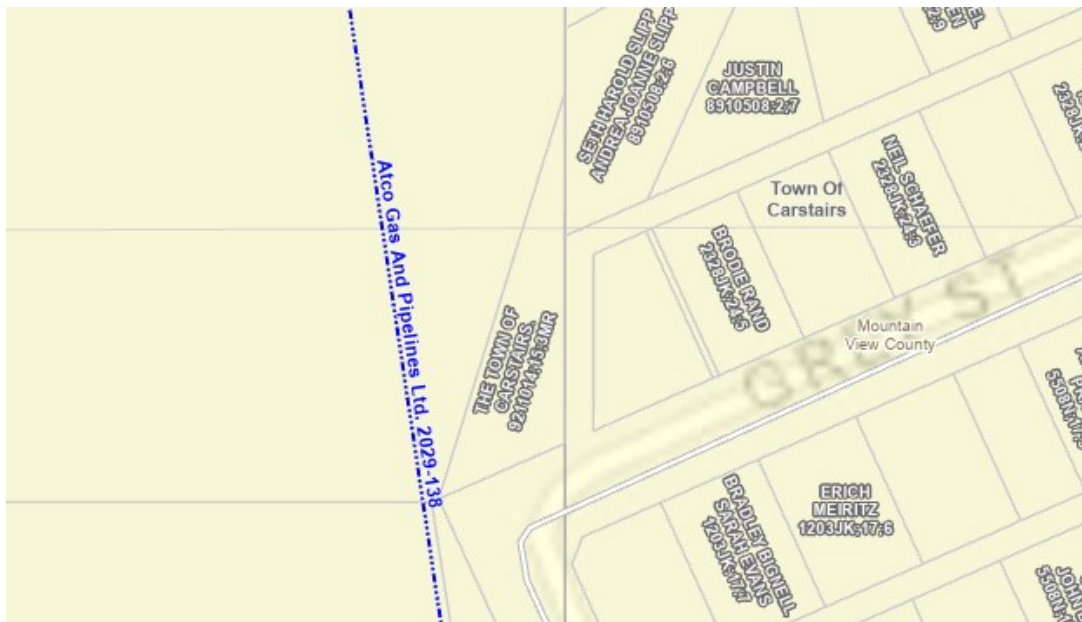 SETH HAROLD SLIPP
ANDREA JOANNE SLIPP
8910508;2;6
JUSTIN
CAMPBELL
8910508;2;7
NEIL SCHAEFER
2328JK;24;3
Town Of
Carstairs
BRODIE RAND
2328JK;24;5
Atco Gas And Pipelines Ltd. 2029-138
THE TOWN OF
CARSTAIRS,
9211014;15;3MR
Mountain
View County
ST
ERICH
MEIRITZ
1203JK;17;6
BRADLEY BIGNELL
SARAH EVANS
1203JK;17;7